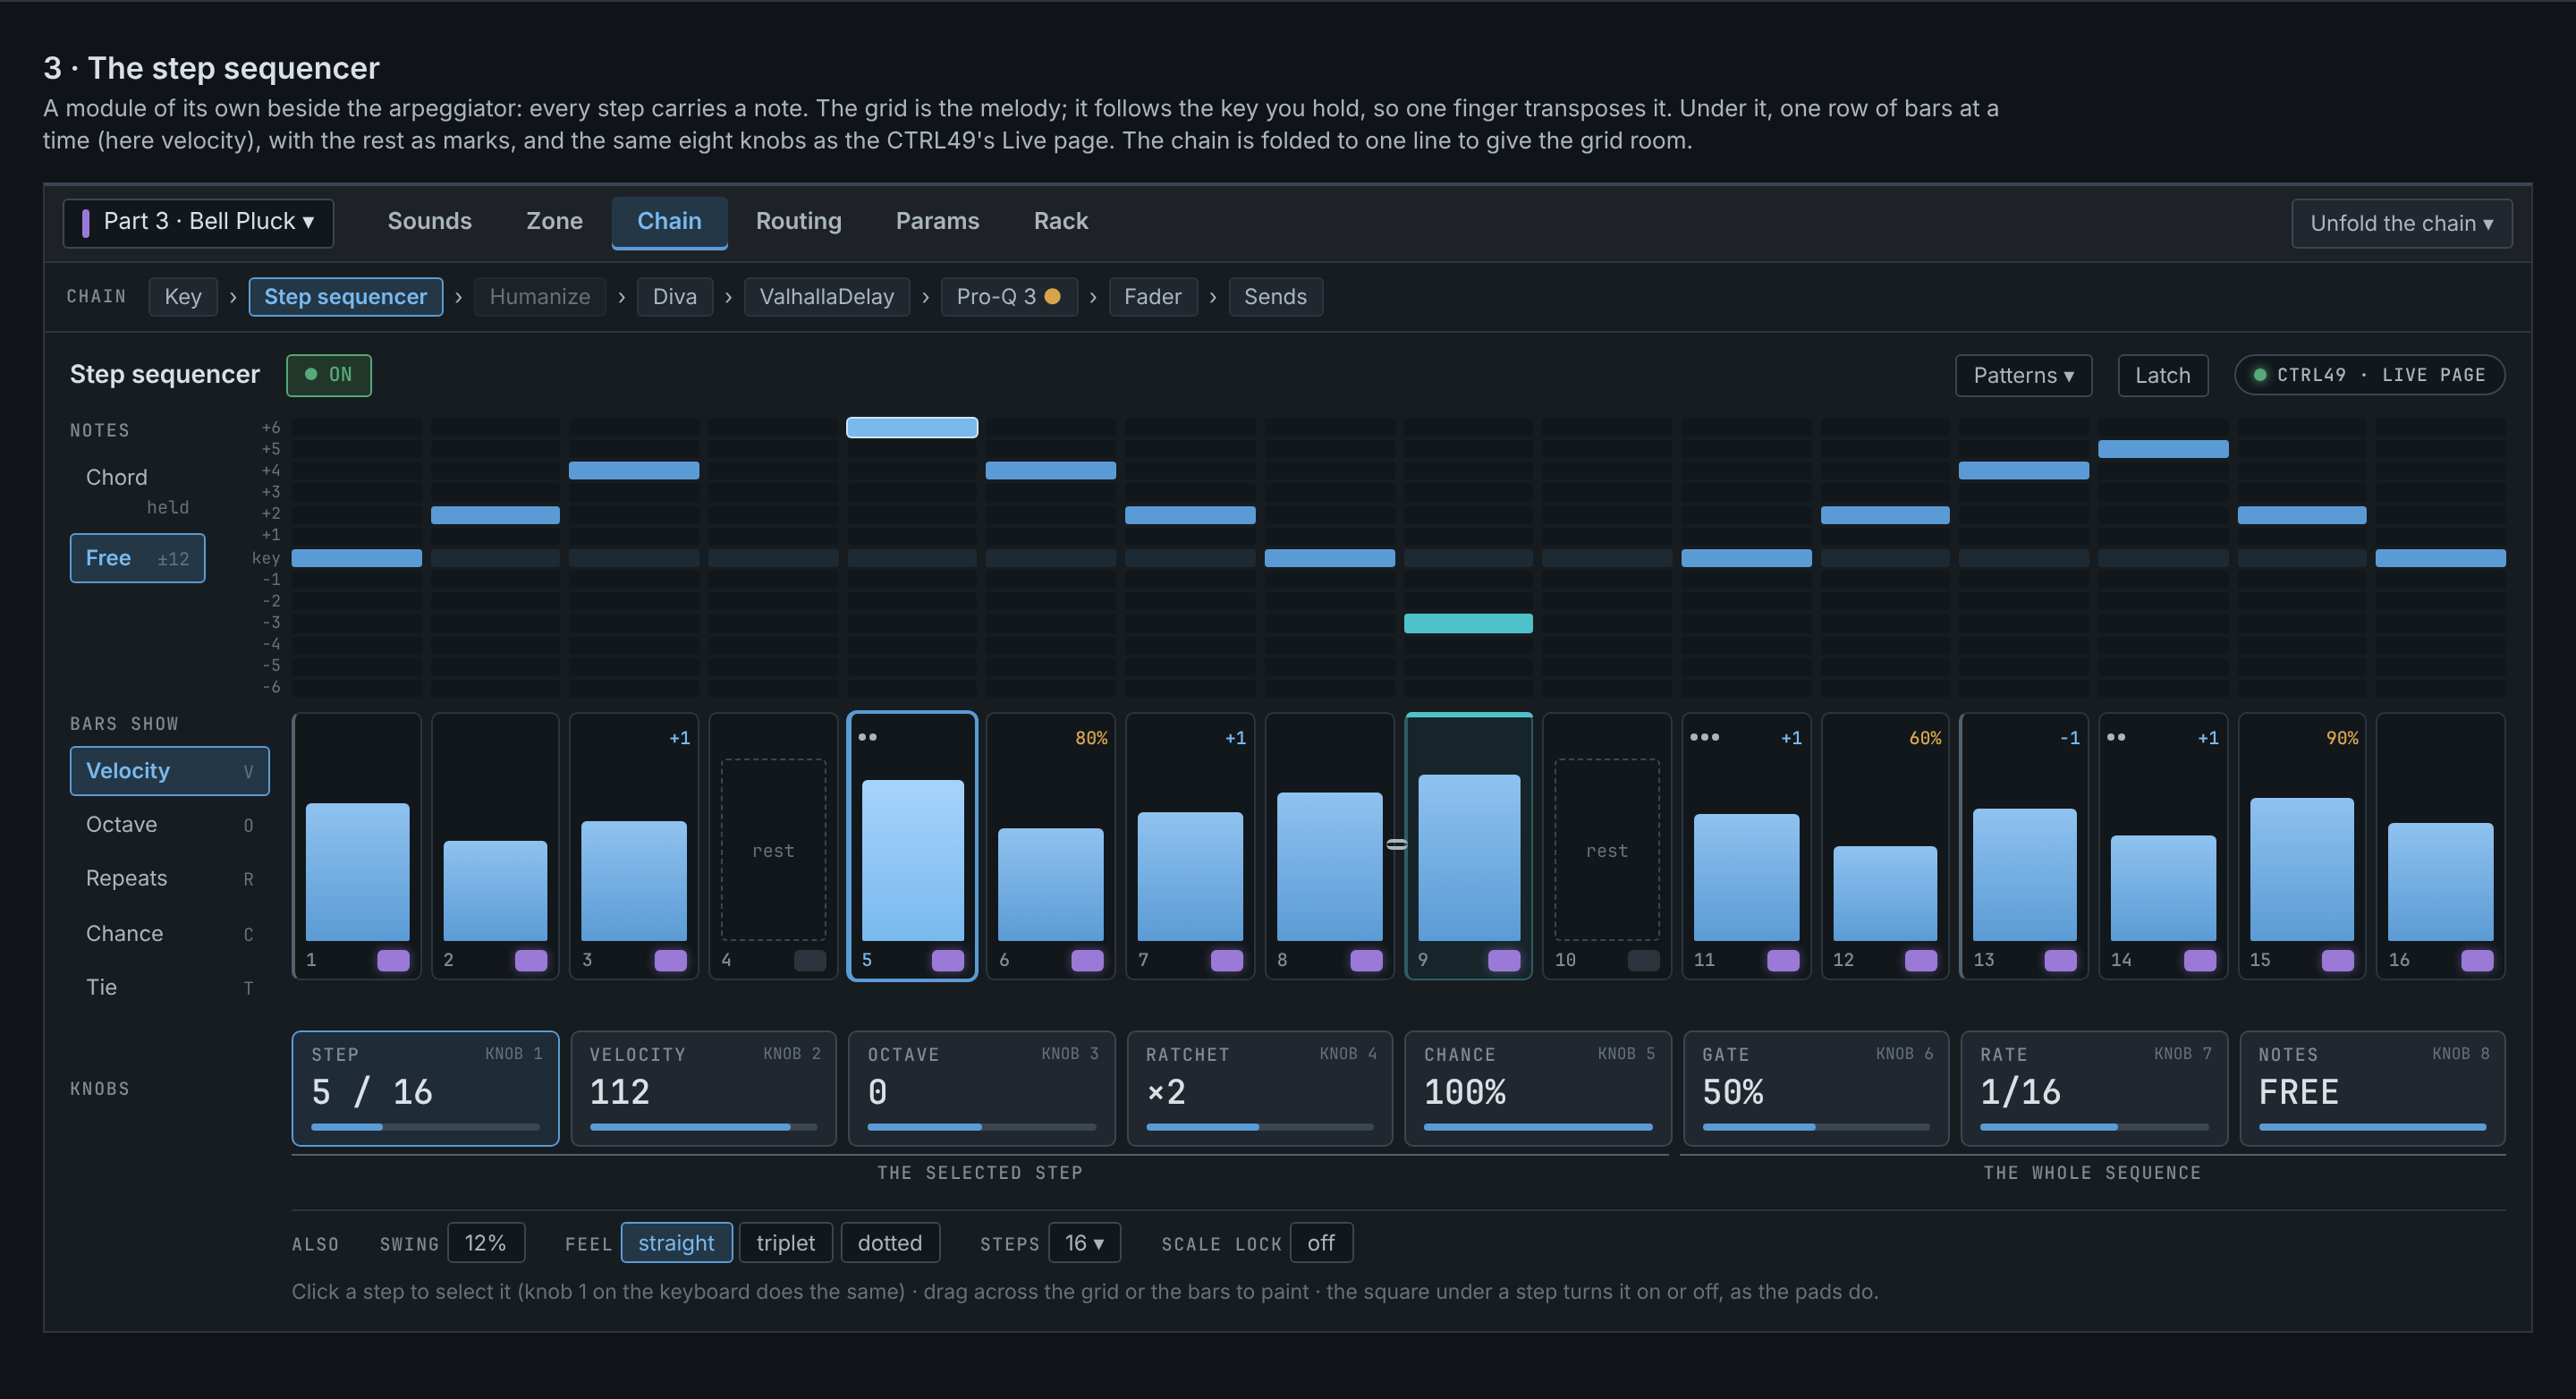 3 · The step sequencer
A module of its own beside the arpeggiator: every step carries a note. The grid is the melody; it follows the key you hold, so one finger transposes it. Under it, one row of bars at a
time (here velocity), with the rest as marks, and the same eight knobs as the CTRL49's Live page. The chain is folded to one line to give the grid room.
Part 3 · Bell Pluck ▾ Sounds Zone Chain Routing Params Rack Unfold the chain ▾
CHAIN Key › Step sequencer › Humanize › Diva › ValhallaDelay › Pro-Q 3 › Fader › Sends
Step sequencer ON Patterns ▾ Latch CTRL49 · LIVE PAGE
NOTES
Chord
held
Free ±12
+6
+5
+4
+3
+2
+1
key
-1
-2
-3
-4
-5
-6
BARS SHOW
Velocity V
Octave O
Repeats R
Chance C
Tie T
+1 80% +1 +1 60% -1 +1 90%
rest rest
1 2 3 4 5 6 7 8 9 10 11 12 13 14 15 16
KNOBS
STEP KNOB 1
5 / 16
VELOCITY KNOB 2
112
OCTAVE KNOB 3
0
RATCHET KNOB 4
×2
CHANCE KNOB 5
100%
GATE KNOB 6
50%
RATE KNOB 7
1/16
NOTES KNOB 8
FREE
THE SELECTED STEP THE WHOLE SEQUENCE
ALSO SWING 12% FEEL straight triplet dotted STEPS 16 ▾ SCALE LOCK off
Click a step to select it (knob 1 on the keyboard does the same) · drag across the grid or the bars to paint · the square under a step turns it on or off, as the pads do.